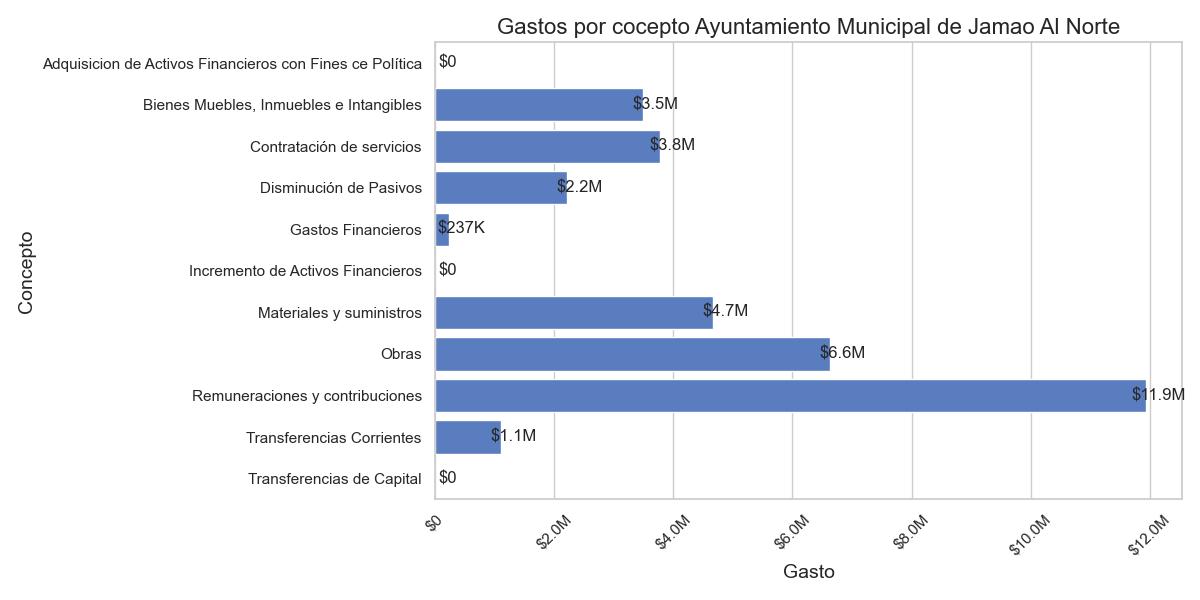 Gastos por cocepto Ayuntamiento Municipal de Jamao Al Norte
Concepto
Adquisicion de Activos Financieros con Fines ce Política $0
Bienes Muebles, Inmuebles e Intangibles $3.5M
Contratación de servicios $3.8M
Disminución de Pasivos $2.2M
Gastos Financieros $237K
Incremento de Activos Financieros $0
Materiales y suministros $4.7M
Obras $6.6M
Remuneraciones y contribuciones $11.9M
Transferencias Corrientes $1.1M
Transferencias de Capital $0
$0 $2.0M $4.0M $6.0M $8.0M $10.0M $12.0M
Gasto